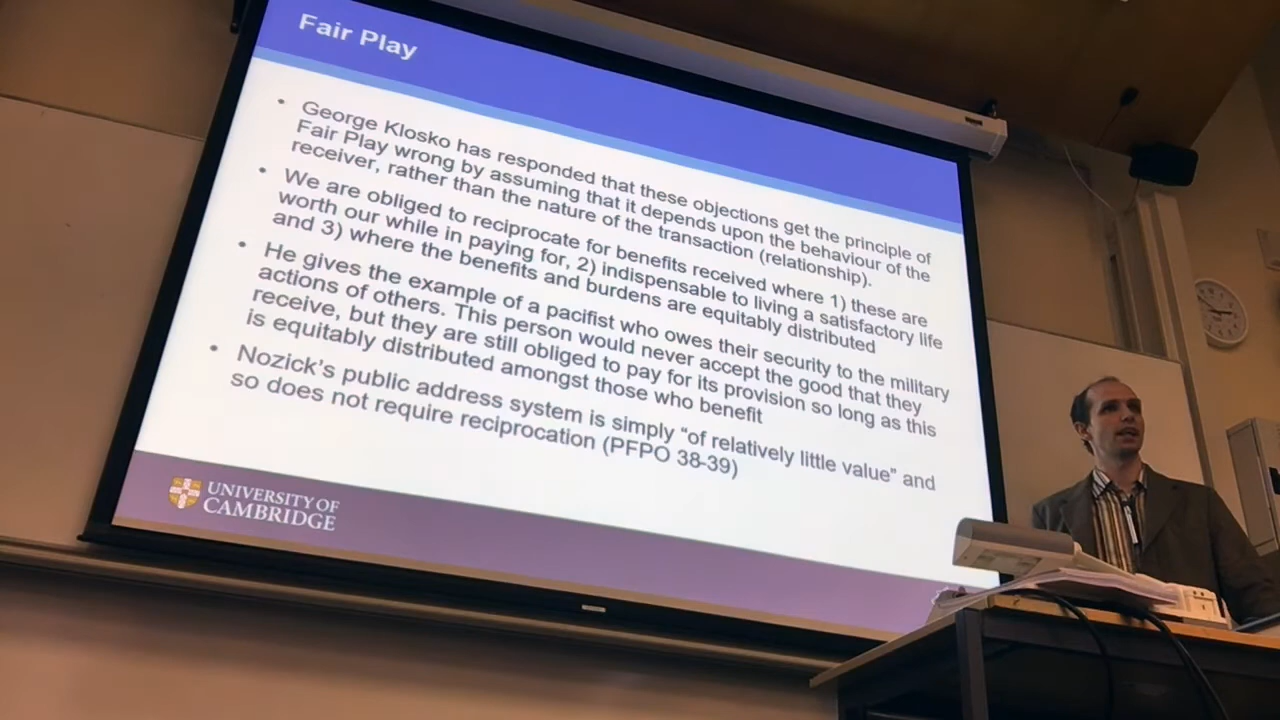 Fair Play
• George Klosko has responded that these objections get the principle of
Fair Play wrong by assuming that it depends upon the behaviour of the
receiver, rather than the nature of the transaction (relationship).
• We are obliged to reciprocate for benefits received where 1) these are
worth our while in paying for, 2) indispensable to living a satisfactory life
and 3) where the benefits and burdens are equitably distributed
• He gives the example of a pacifist who owes their security to the military
actions of others. This person would never accept the good that they
receive, but they are still obliged to pay for its provision so long as this
is equitably distributed amongst those who benefit
• Nozick's public address system is simply “of relatively little value” and
so does not require reciprocation (PFPO 38-39)
UNIVERSITY OF
CAMBRIDGE